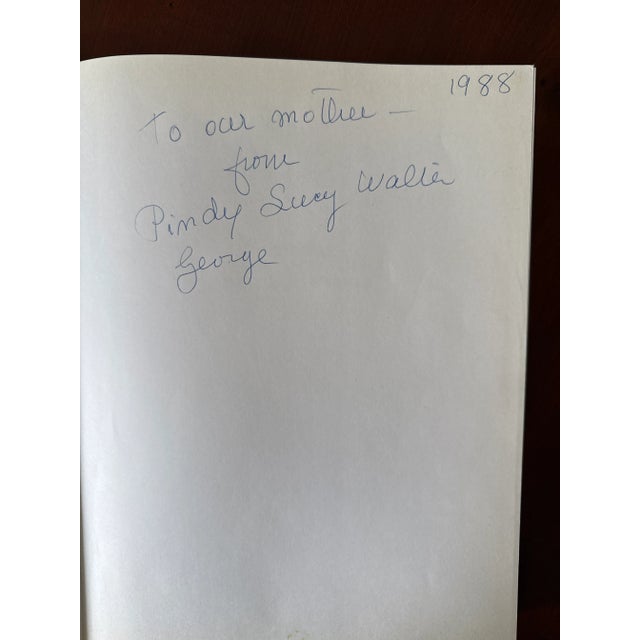 1988
To our mother —
from
Pindy Lucy Walter
George